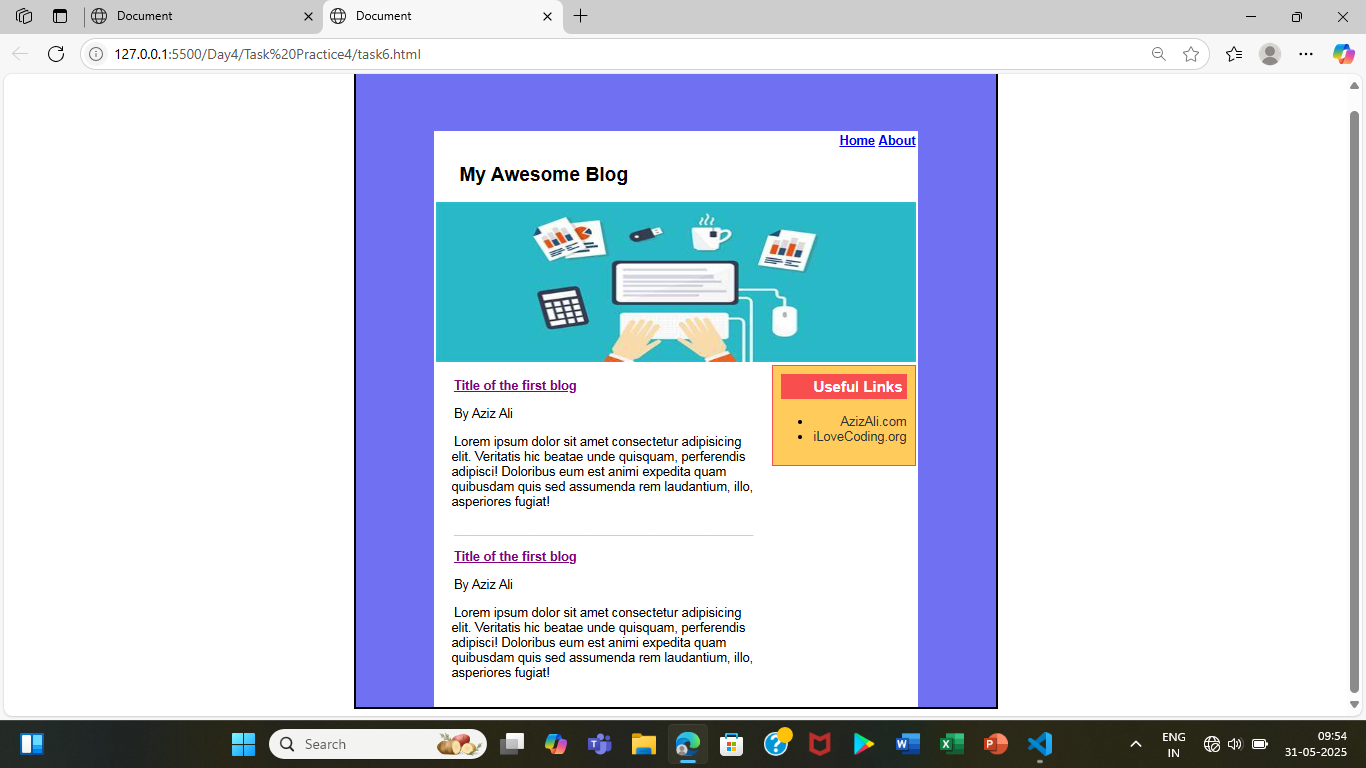 Document
Document
127.0.0.1:5500/Day4/Task%20Practice4/task6.html
Home About
My Awesome Blog
Title of the first blog
By Aziz Ali
Lorem ipsum dolor sit amet consectetur adipisicing
elit. Veritatis hic beatae unde quisquam, perferendis
adipisci! Doloribus eum est animi expedita quam
quibusdam quis sed assumenda rem laudantium, illo,
asperiores fugiat!
Useful Links
AzizAli.com
iLoveCoding.org
Title of the first blog
By Aziz Ali
Lorem ipsum dolor sit amet consectetur adipisicing
elit. Veritatis hic beatae unde quisquam, perferendis
adipisci! Doloribus eum est animi expedita quam
quibusdam quis sed assumenda rem laudantium, illo,
asperiores fugiat!
Search
ENG
IN
09:54
31-05-2025